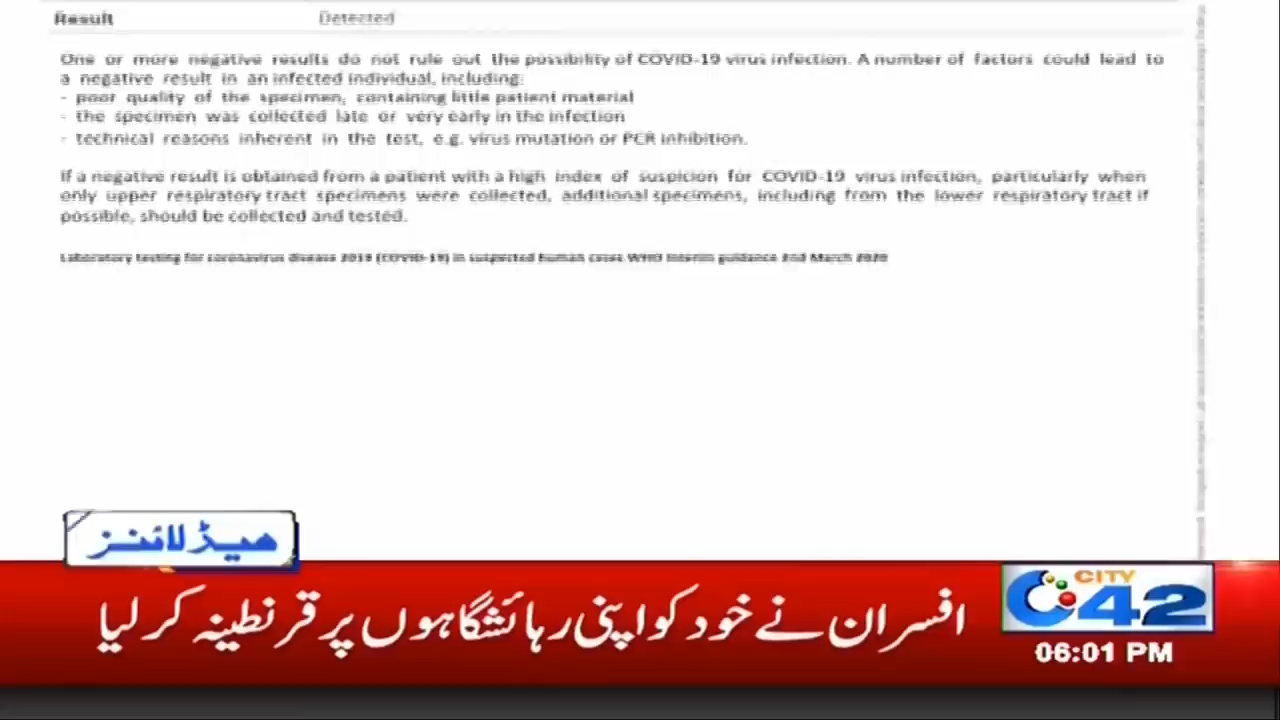 Result Detected
One or more negative results do not rule out the possibility of COVID-19 virus infection. A number of factors could lead to
a negative result in an infected individual, including:
- poor quality of the specimen, containing little patient material
- the specimen was collected late or very early in the infection
- technical reasons inherent in the test, e.g. virus mutation or PCR inhibition.
If a negative result is obtained from a patient with a high index of suspicion for COVID-19 virus infection, particularly when
only upper respiratory tract specimens were collected, additional specimens, including from the lower respiratory tract if
possible, should be collected and tested.
Laboratory testing for coronavirus disease 2019 (COVID-19) in suspected human cases WHO interim guidance 2nd March 2020
ہیڈلائنز
افسران نے خود کو اپنی رہائشگاہوں پر قرنطینہ کر لیا
CITY
42
06:01 PM